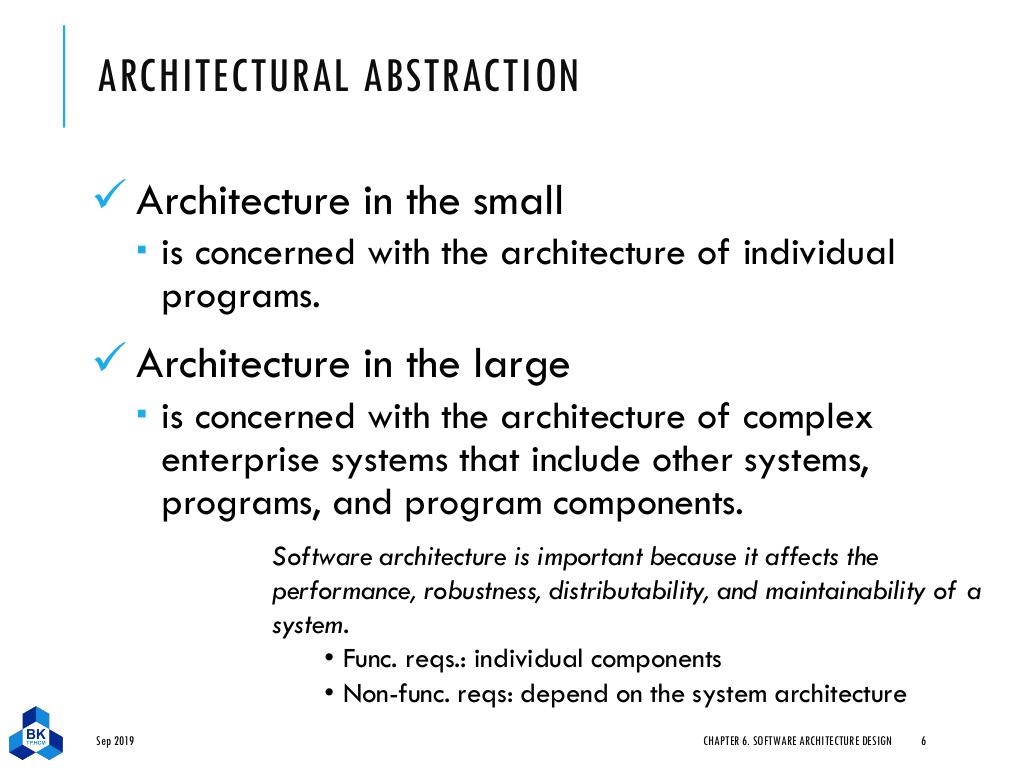 ARCHITECTURAL ABSTRACTION
✓ Architecture in the small
▪ is concerned with the architecture of individual
programs.
✓ Architecture in the large
▪ is concerned with the architecture of complex
enterprise systems that include other systems,
programs, and program components.
Software architecture is important because it affects the
performance, robustness, distributability, and maintainability of a
system.
• Func. reqs.: individual components
• Non-func. reqs: depend on the system architecture
BK
TP.HCM
Sep 2019
CHAPTER 6. SOFTWARE ARCHITECTURE DESIGN
6